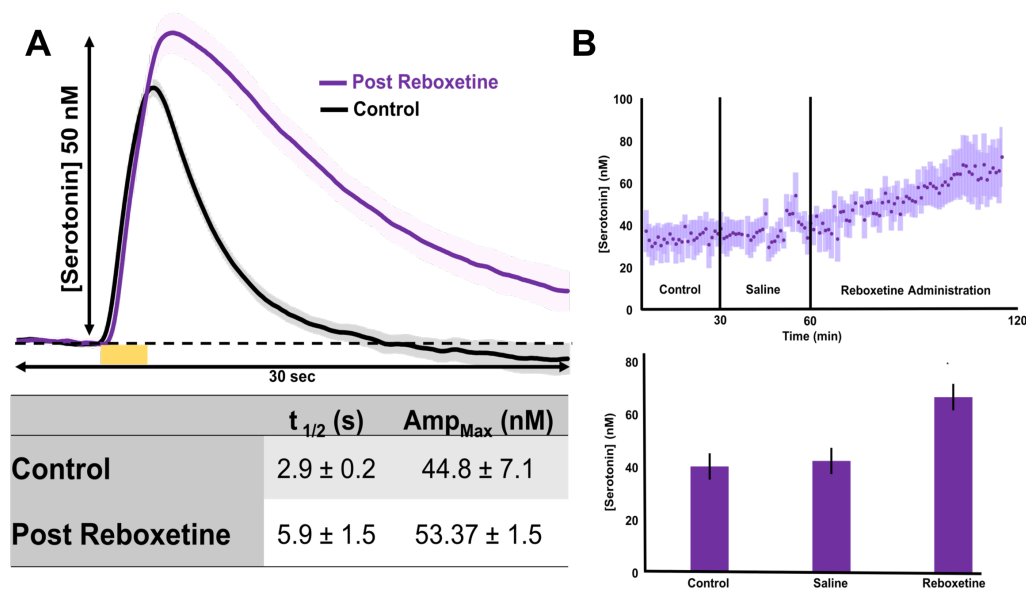 A
[Serotonin] 50 nM
Post Reboxetine
Control
30 sec
t 1/2 (s) AmpMax (nM)
Control 2.9 ± 0.2 44.8 ± 7.1
Post Reboxetine 5.9 ± 1.5 53.37 ± 1.5
B
[Serotonin] (nM)
100
80
60
40
20
0
Control Saline Reboxetine Administration
30 60 120
Time (min)
[Serotonin] (nM)
80
60
40
20
0
Control Saline Reboxetine